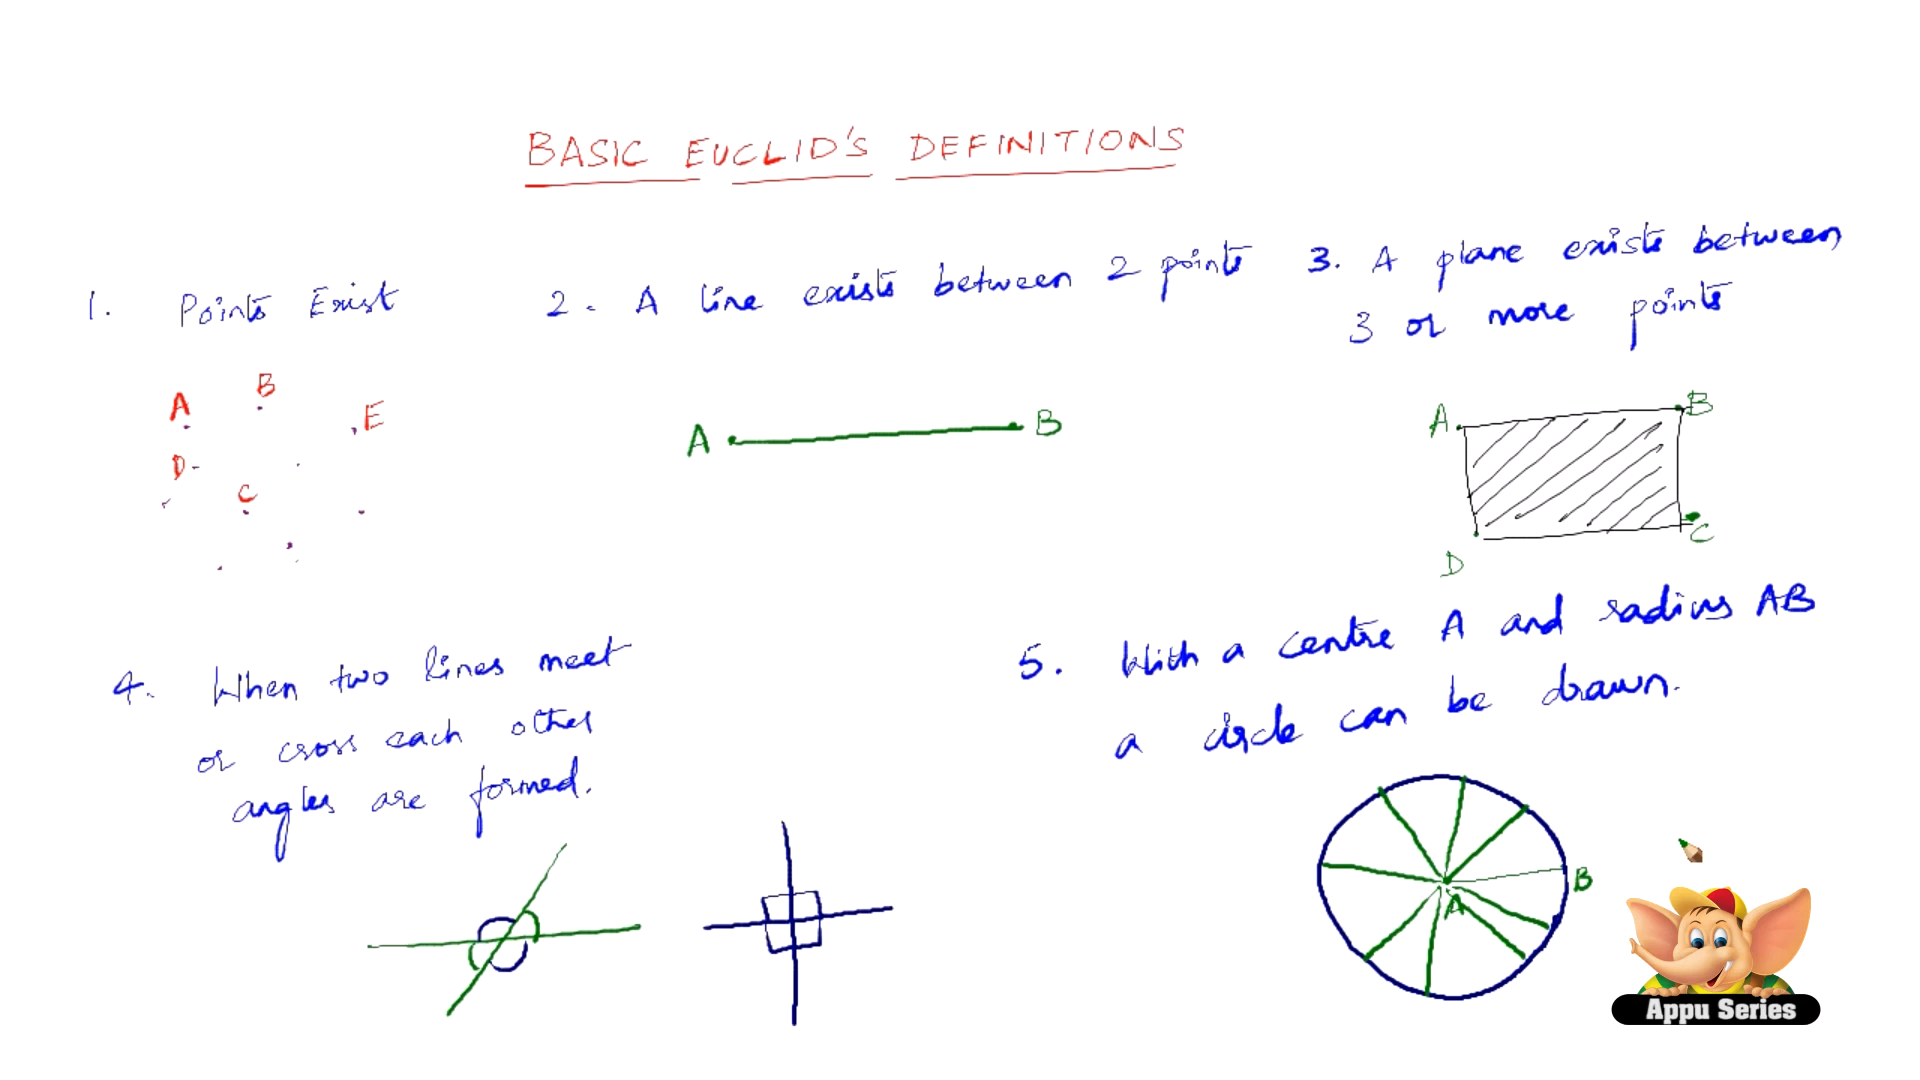 BASIC EUCLID'S DEFINITIONS
1. Points Exist
A
B
E
D
C
2. A line exists between 2 points
A B
3. A plane exists between
3 or more points
A B
D C
4. When two lines meet
or cross each other
angles are formed.
5. With a centre A and radius AB
a circle can be drawn.
B
A
Appu Series